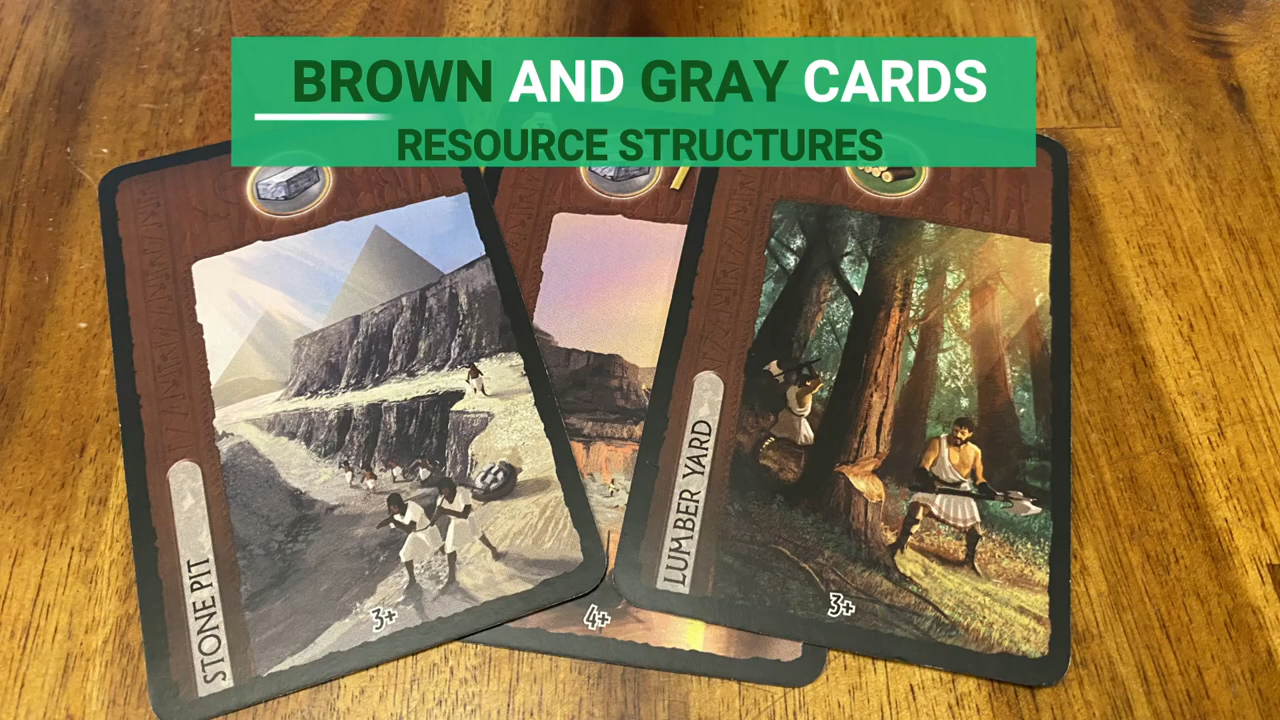 BROWN AND GRAY CARDS
RESOURCE STRUCTURES
STONE PIT
LUMBER YARD
3+
4+
3+